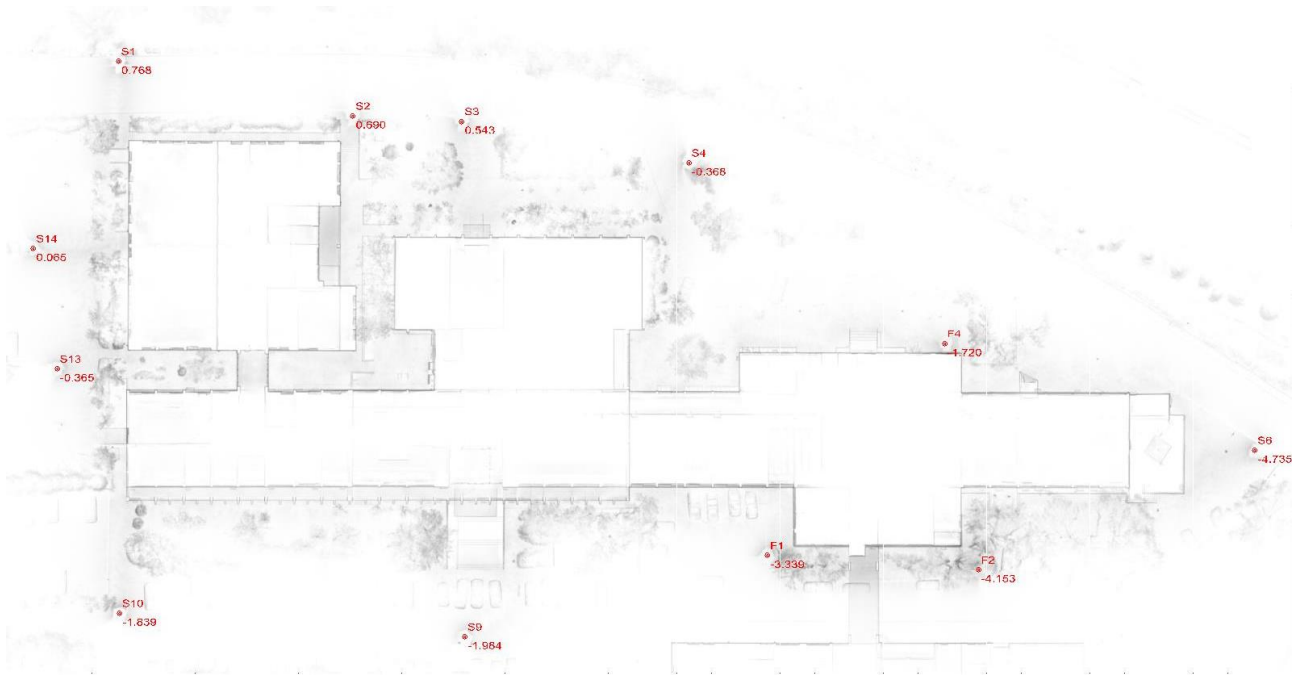 S1
0.768
S2
0.690
S3
0.543
S4
-0.368
S14
0.065
F4
-1.720
S13
-0.365
S6
-4.735
F1
-3.339
F2
-4.153
S10
-1.839
S9
-1.984